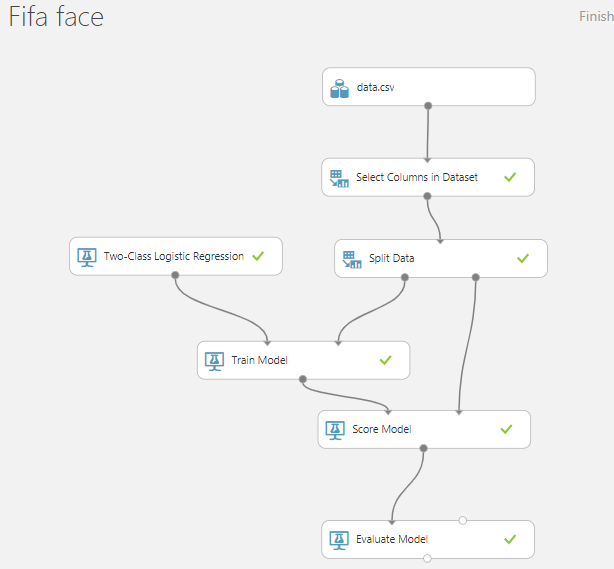 Fifa face
Finish
data.csv
Select Columns in Dataset
Two-Class Logistic Regression
Split Data
Train Model
Score Model
Evaluate Model